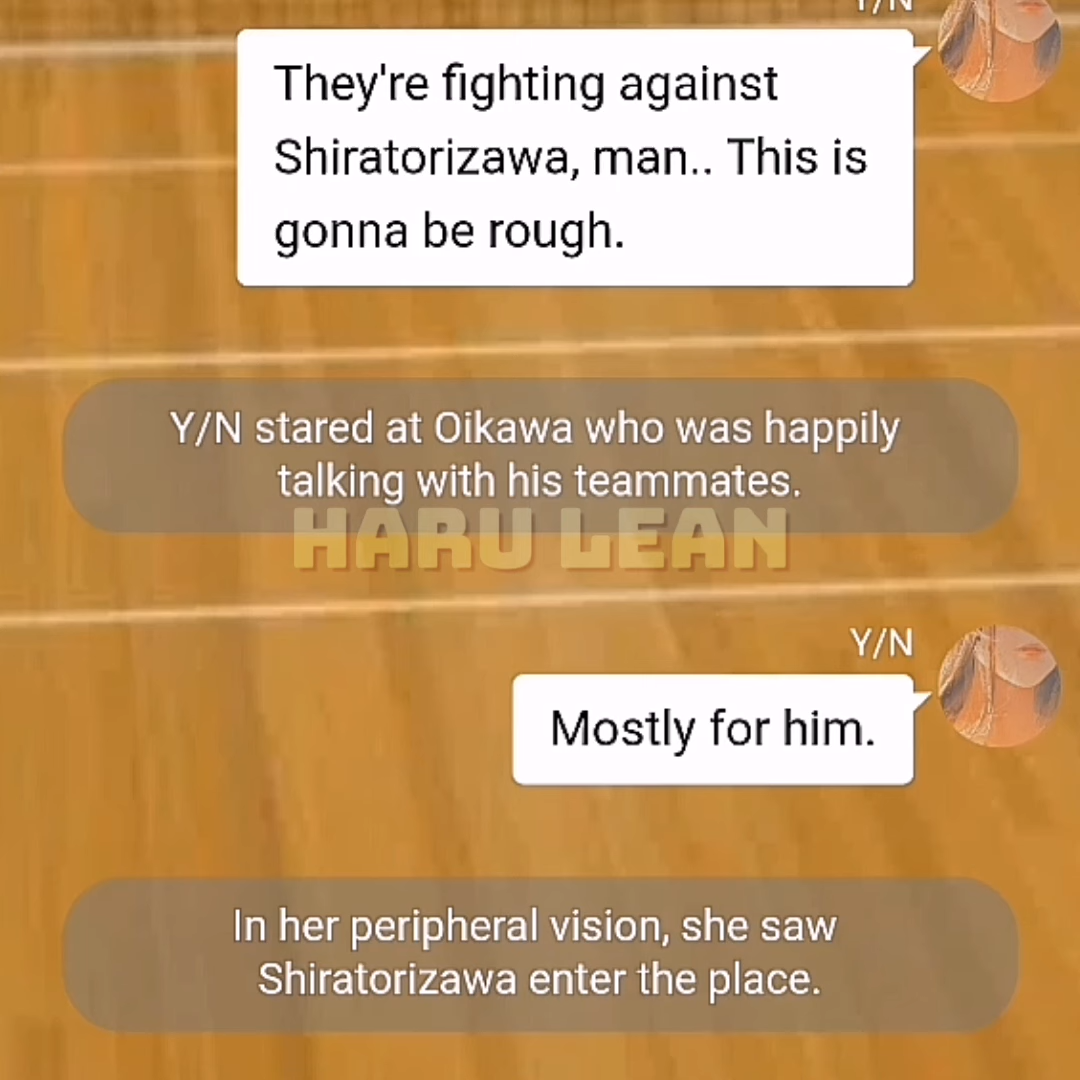 Y/N
They're fighting against
Shiratorizawa, man.. This is
gonna be rough.
Y/N stared at Oikawa who was happily
talking with his teammates.
HARU LEAN
Y/N
Mostly for him.
In her peripheral vision, she saw
Shiratorizawa enter the place.